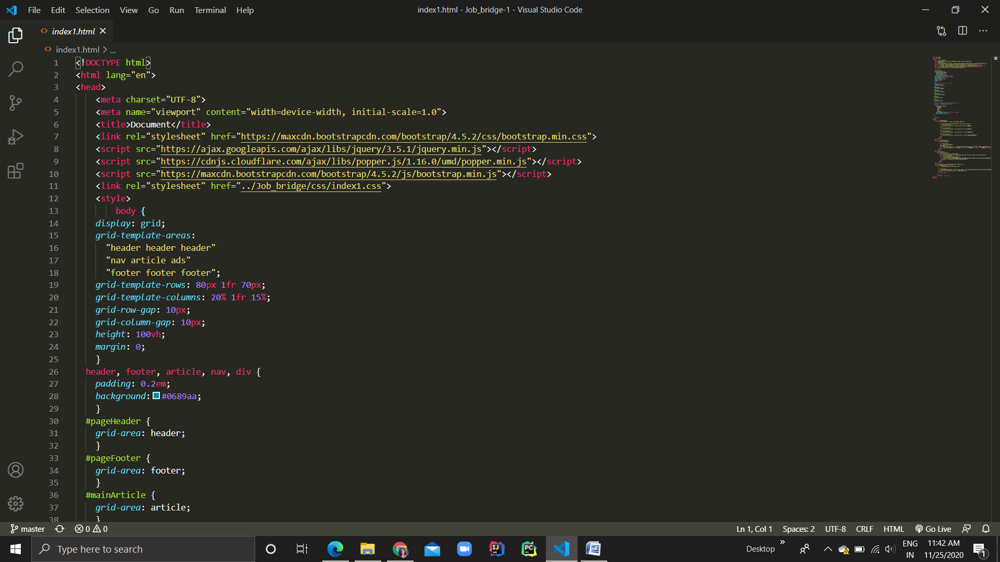 File Edit Selection View Go Run Terminal Help
index1.html - Job_bridge-1 - Visual Studio Code
index1.html
index1.html > ...
1 <!DOCTYPE html>
2 <html lang="en">
3 <head>
4 <meta charset="UTF-8">
5 <meta name="viewport" content="width=device-width, initial-scale=1.0">
6 <title>Document</title>
7 <link rel="stylesheet" href="https://maxcdn.bootstrapcdn.com/bootstrap/4.5.2/css/bootstrap.min.css">
8 <script src="https://ajax.googleapis.com/ajax/libs/jquery/3.5.1/jquery.min.js"></script>
9 <script src="https://cdnjs.cloudflare.com/ajax/libs/popper.js/1.16.0/umd/popper.min.js"></script>
10 <script src="https://maxcdn.bootstrapcdn.com/bootstrap/4.5.2/js/bootstrap.min.js"></script>
11 <link rel="stylesheet" href="../Job_bridge/css/index1.css">
12 <style>
13 body {
14 display: grid;
15 grid-template-areas:
16 "header header header"
17 "nav article ads"
18 "footer footer footer";
19 grid-template-rows: 80px 1fr 70px;
20 grid-template-columns: 20% 1fr 15%;
21 grid-row-gap: 10px;
22 grid-column-gap: 10px;
23 height: 100vh;
24 margin: 0;
25 }
26 header, footer, article, nav, div {
27 padding: 0.2em;
28 background: #0689aa;
29 }
30 #pageHeader {
31 grid-area: header;
32 }
33 #pageFooter {
34 grid-area: footer;
35 }
36 #mainArticle {
37 grid-area: article;
38 }
master 0 0
Ln 1, Col 1 Spaces: 2 UTF-8 CRLF HTML Go Live
Type here to search
Desktop
ENG
IN
11:42 AM
11/25/2020
1